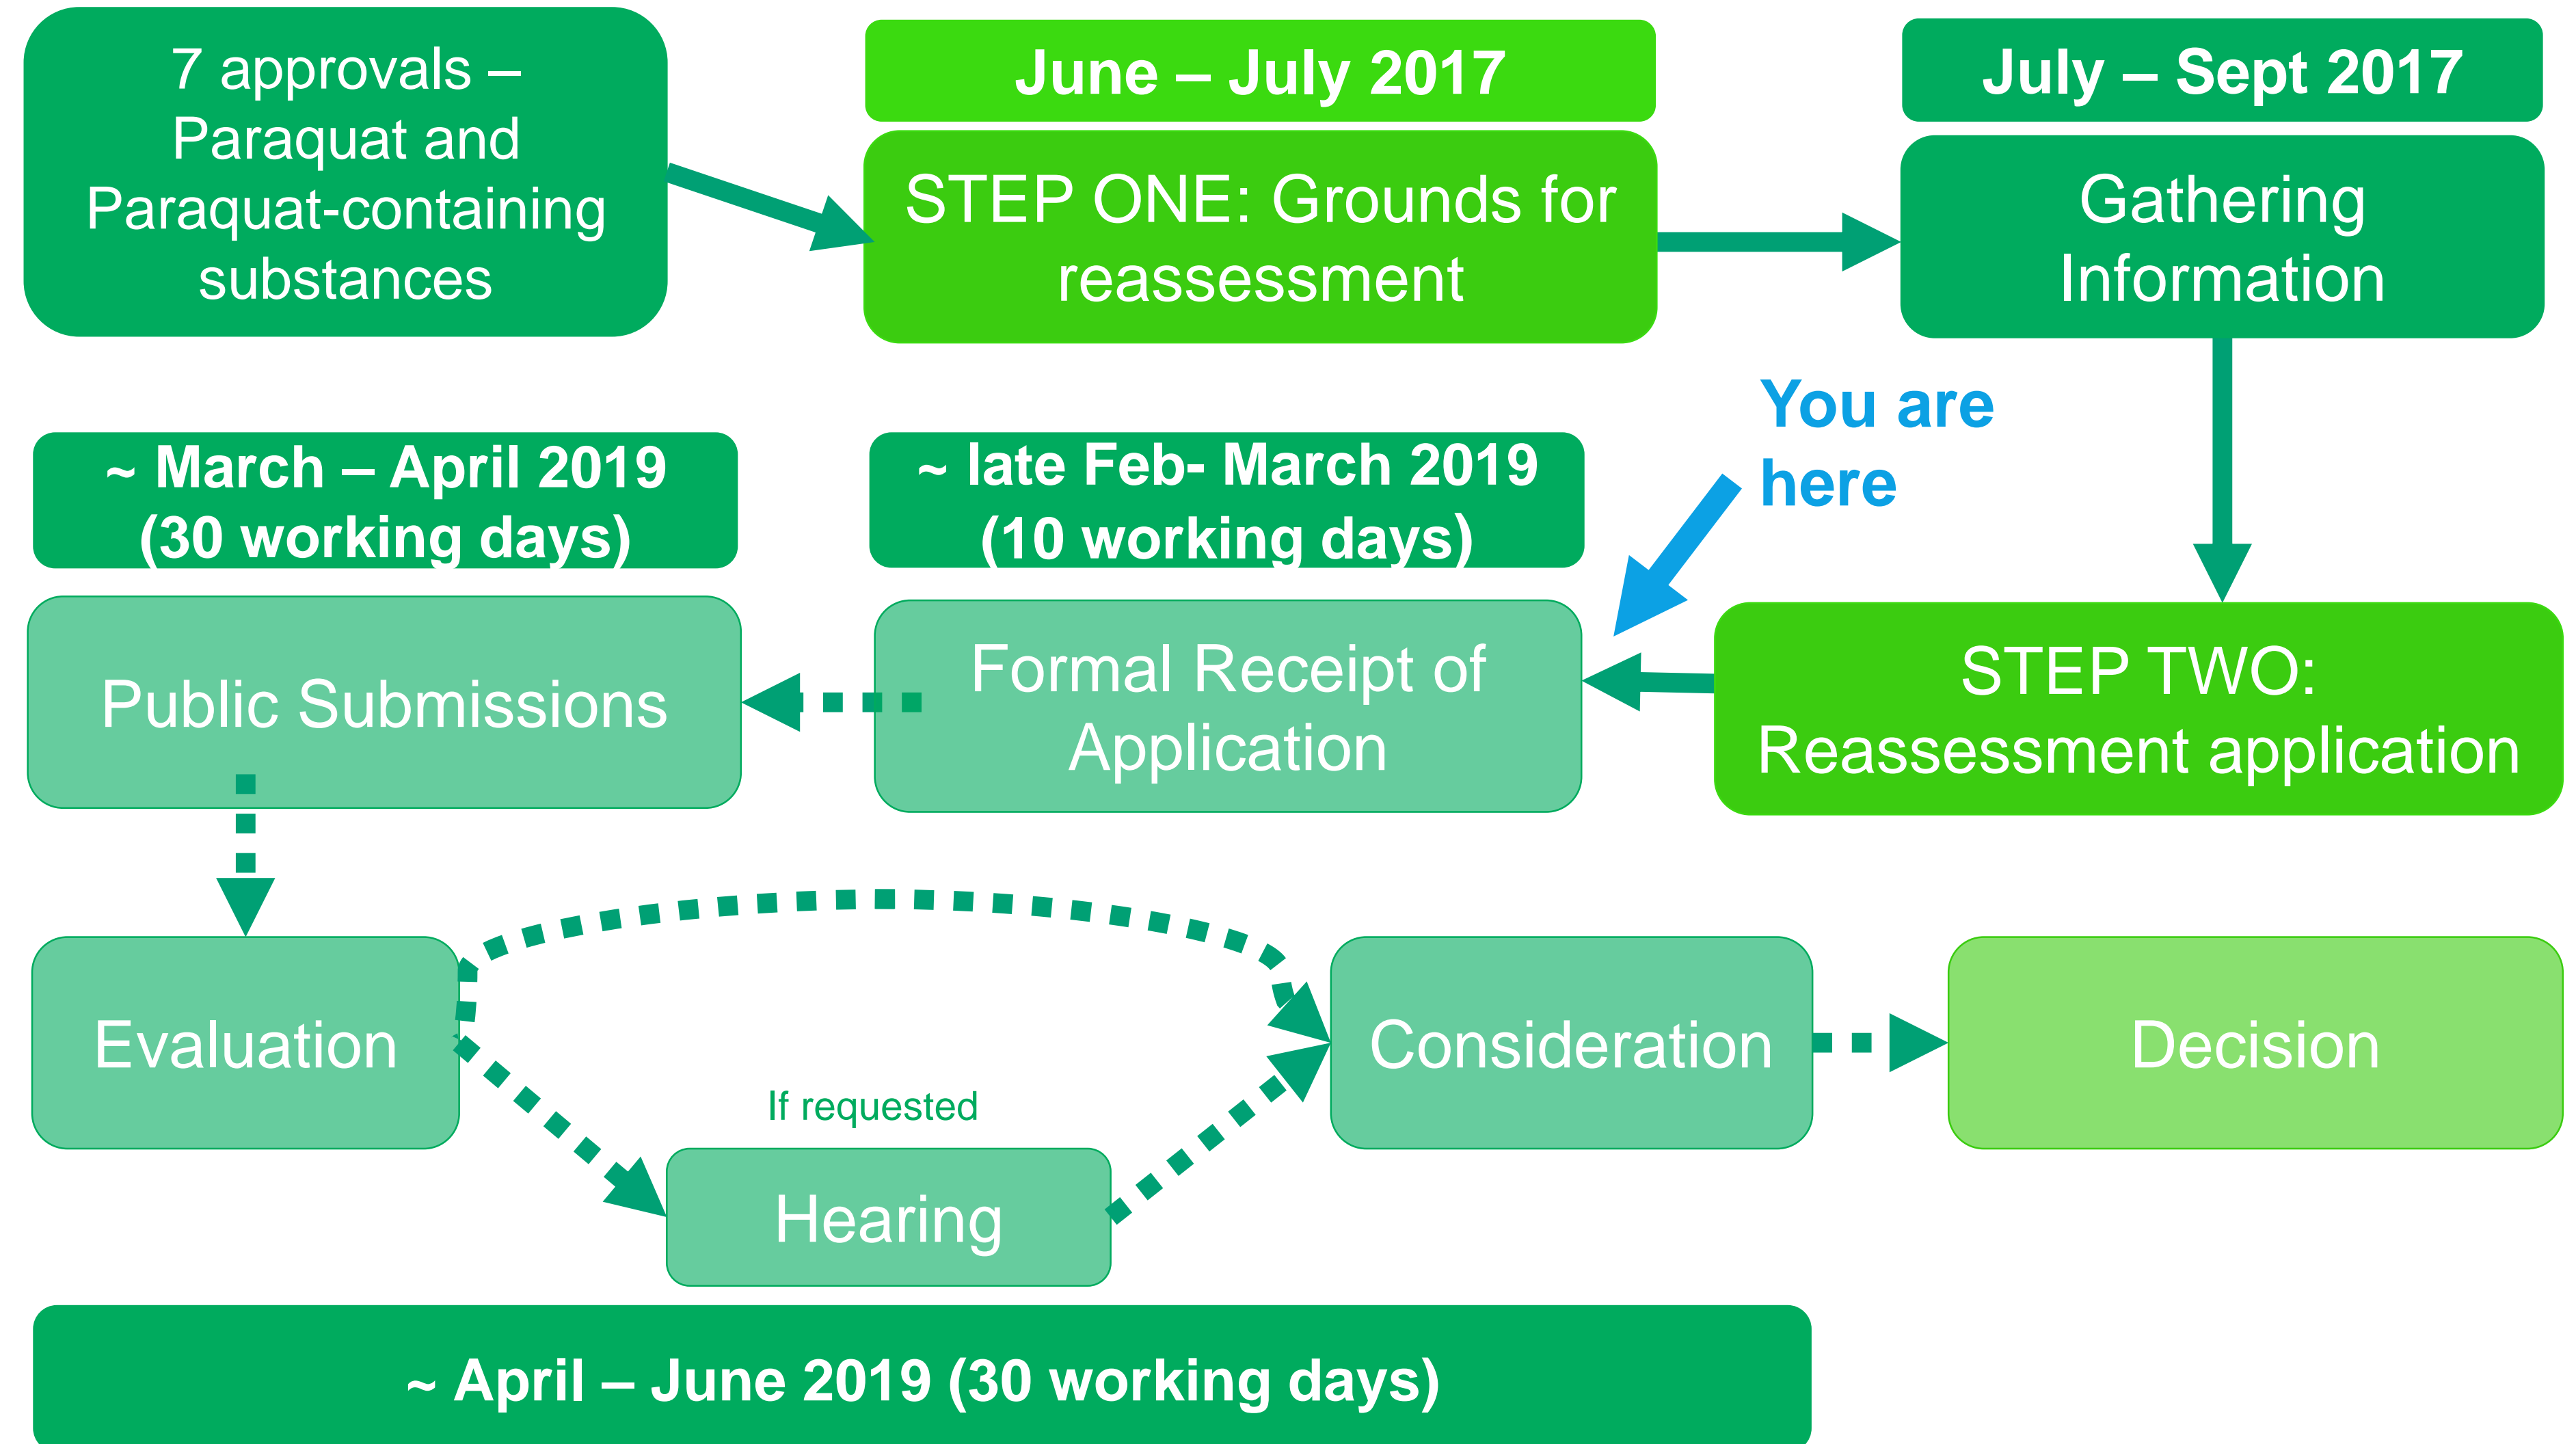 7 approvals –
Paraquat and
Paraquat-containing
substances
June – July 2017
STEP ONE: Grounds for
reassessment
July – Sept 2017
Gathering
Information
You are
here
~ March – April 2019
(30 working days)
~ late Feb- March 2019
(10 working days)
Public Submissions
Formal Receipt of
Application
STEP TWO:
Reassessment application
Evaluation
If requested
Hearing
Consideration
Decision
~ April – June 2019 (30 working days)